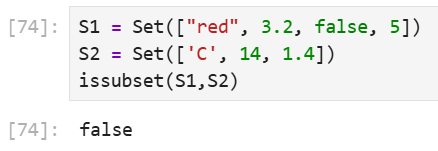 [74]: S1 = Set(["red", 3.2, false, 5])
S2 = Set(['C', 14, 1.4])
issubset(S1,S2)
[74]: false